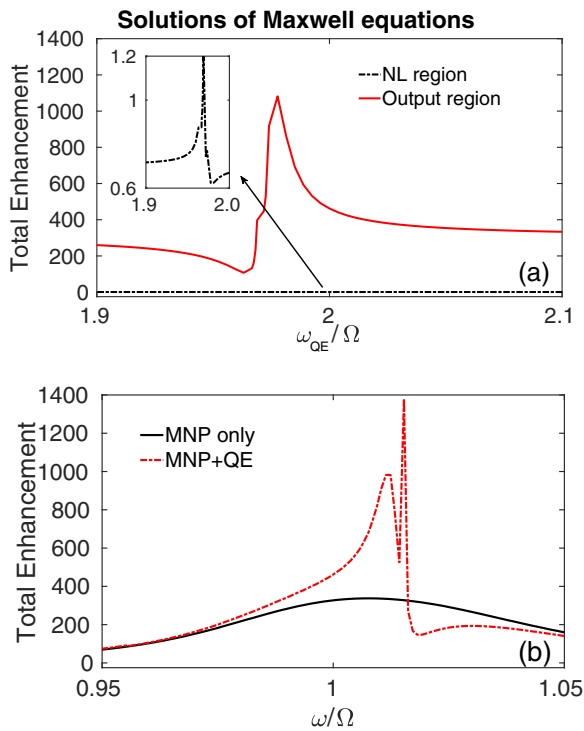 Solutions of Maxwell equations
1400
1200
1000
800
600
400
200
0
Total Enhancement
1.2
1
0.6
1.9
2.0
NL region
Output region
(a)
1.9
2
2.1
ω_QE/Ω
1400
1200
1000
800
600
400
200
0
Total Enhancement
MNP only
MNP+QE
(b)
0.95
1
1.05
ω/Ω